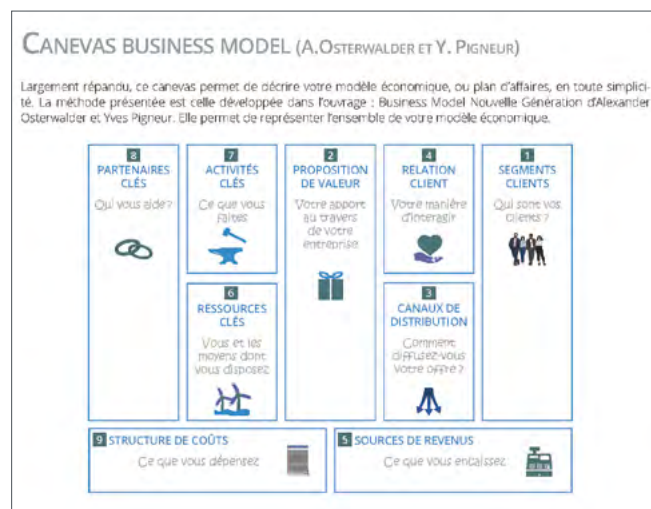 CANEVAS BUSINESS MODEL (A.OSTERWALDER ET Y. PIGNEUR)
Largement répandu, ce canevas permet de décrire votre modèle économique, ou plan d'affaires, en toute simplici-
té. La méthode présentée est celle développée dans l'ouvrage : Business Model Nouvelle Génération d'Alexander
Osterwalder et Yves Pigneur. Elle permet de représenter l'ensemble de votre modèle économique.
8
PARTENAIRES
CLÉS
Qui vous aide ?
7
ACTIVITÉS
CLÉS
Ce que vous
faites
2
PROPOSITION
DE VALEUR
Votre apport
au travers
de votre
entreprise
4
RELATION
CLIENT
Votre manière
d'interagir
1
SEGMENTS
CLIENTS
Qui sont vos
clients ?
6
RESSOURCES
CLÉS
Vous et les
moyens dont
vous disposez
3
CANAUX DE
DISTRIBUTION
Comment
diffusez-vous
votre offre ?
9 STRUCTURE DE COÛTS
Ce que vous dépensez
5 SOURCES DE REVENUS
Ce que vous encaissez